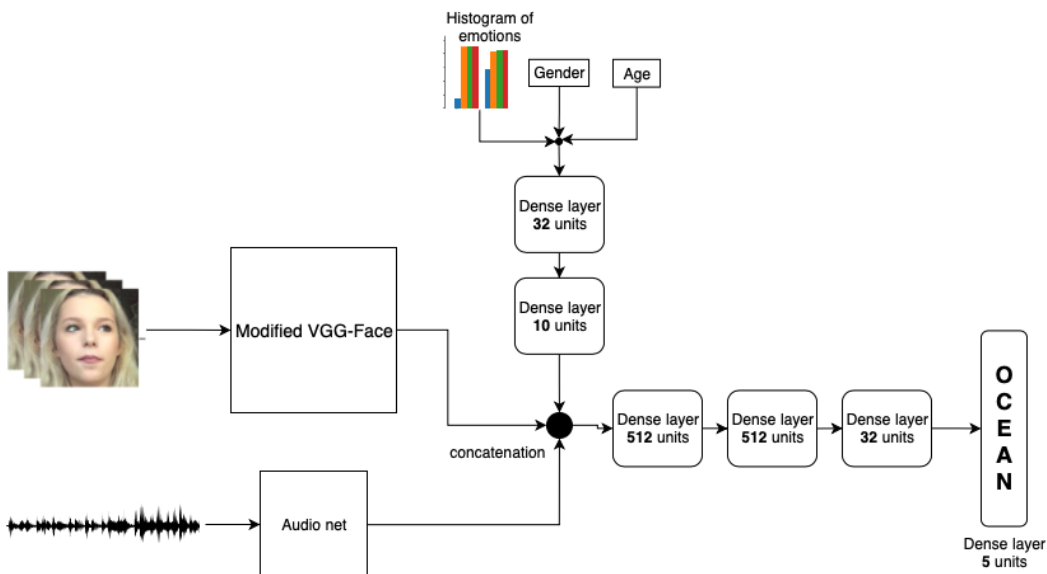 Histogram of
emotions
Gender
Age
Dense layer
32 units
Dense layer
10 units
Modified VGG-Face
concatenation
Audio net
Dense layer
512 units
Dense layer
512 units
Dense layer
32 units
O
C
E
A
N
Dense layer
5 units